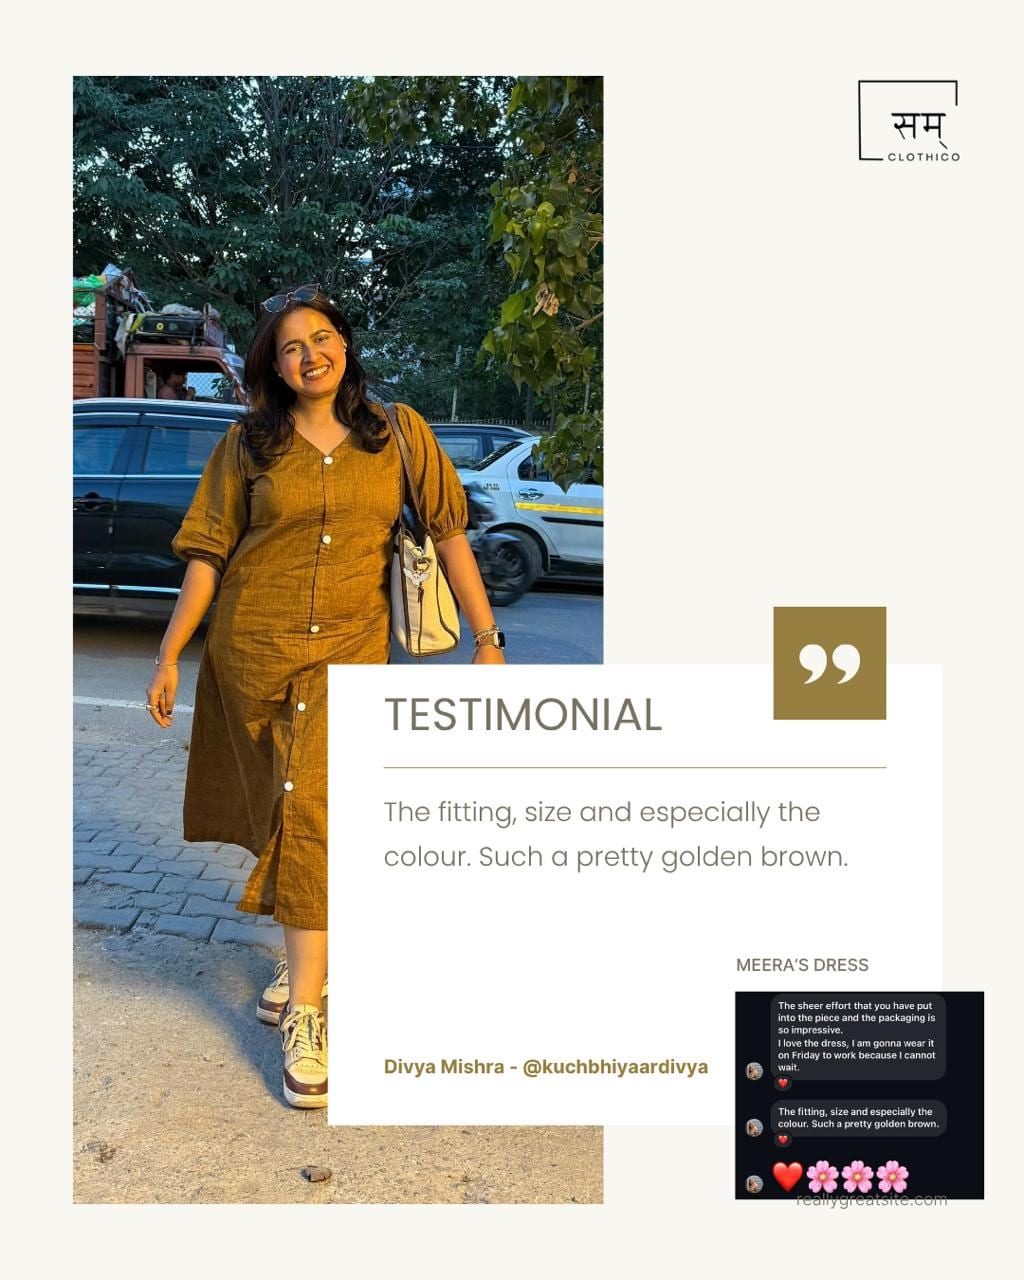 सम्
CLOTHICO
TESTIMONIAL
The fitting, size and especially the
colour. Such a pretty golden brown.
MEERA'S DRESS
The sheer effort that you have put
into the piece and the packaging is
so impressive.
I love the dress, I am gonna wear it
on Friday to work because I cannot
wait.
The fitting, size and especially the
colour. Such a pretty golden brown.
Divya Mishra - @kuchbhiyaardivya
reallygreatsite.com